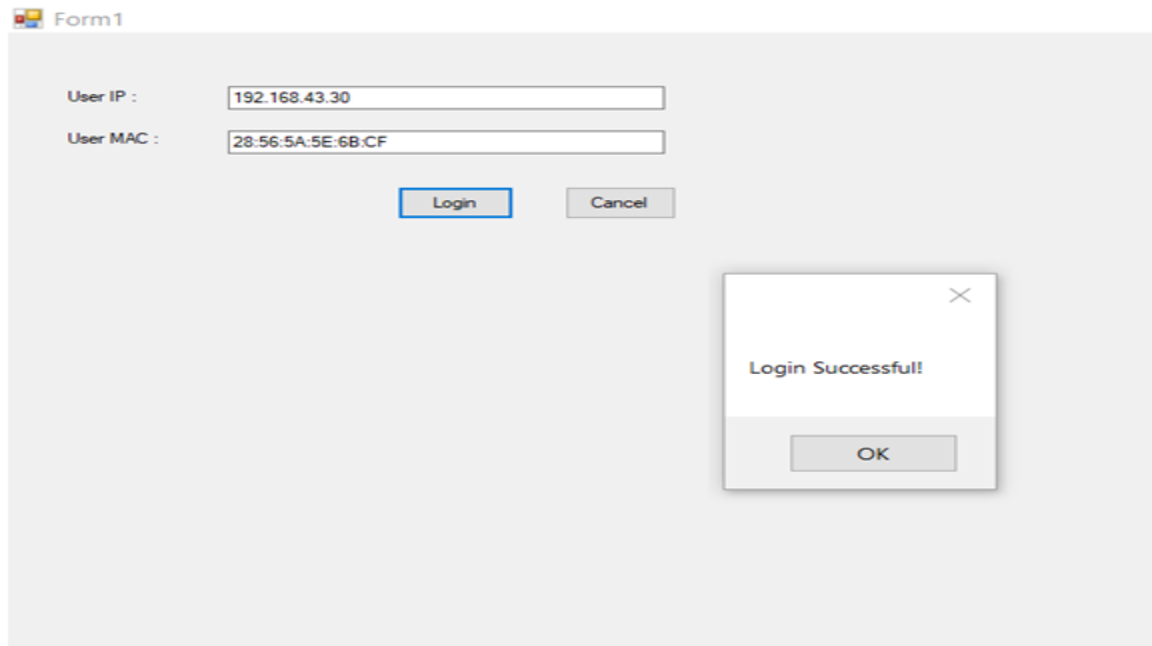 Form1
User IP :
192.168.43.30
User MAC :
28:56:5A:5E:6B:CF
Login
Cancel
Login Successful!
OK